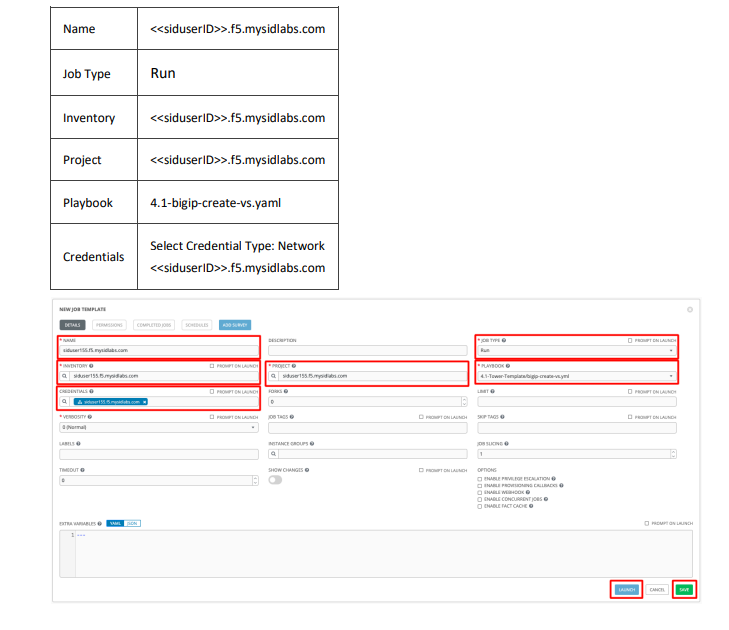 Name <<siduserID>>.f5.mysidlabs.com
Job Type Run
Inventory <<siduserID>>.f5.mysidlabs.com
Project <<siduserID>>.f5.mysidlabs.com
Playbook 4.1-bigip-create-vs.yaml
Credentials Select Credential Type: Network
<<siduserID>>.f5.mysidlabs.com
NEW JOB TEMPLATE
DETAILS PERMISSIONS COMPLETED JOBS SCHEDULES ADD SURVEY
* NAME DESCRIPTION * JOB TYPE PROMPT ON LAUNCH
siduser155.f5.mysidlabs.com Run
* INVENTORY PROMPT ON LAUNCH * PROJECT * PLAYBOOK
siduser155.f5.mysidlabs.com siduser155.f5.mysidlabs.com 4.1-Tower-Template/bigip-create-vs.yml
CREDENTIALS PROMPT ON LAUNCH FORKS LIMIT PROMPT ON LAUNCH
siduser155.f5.mysidlabs.com × 0
* VERBOSITY PROMPT ON LAUNCH JOB TAGS PROMPT ON LAUNCH SKIP TAGS PROMPT ON LAUNCH
0 (Normal)
LABELS INSTANCE GROUPS JOB SLICING
1
TIMEOUT SHOW CHANGES PROMPT ON LAUNCH OPTIONS
0
ENABLE PRIVILEGE ESCALATION
ENABLE PROVISIONING CALLBACKS
ENABLE WEBHOOK
ENABLE CONCURRENT JOBS
ENABLE FACT CACHE
EXTRA VARIABLES YAML JSON PROMPT ON LAUNCH
1 ---
LAUNCH CANCEL SAVE